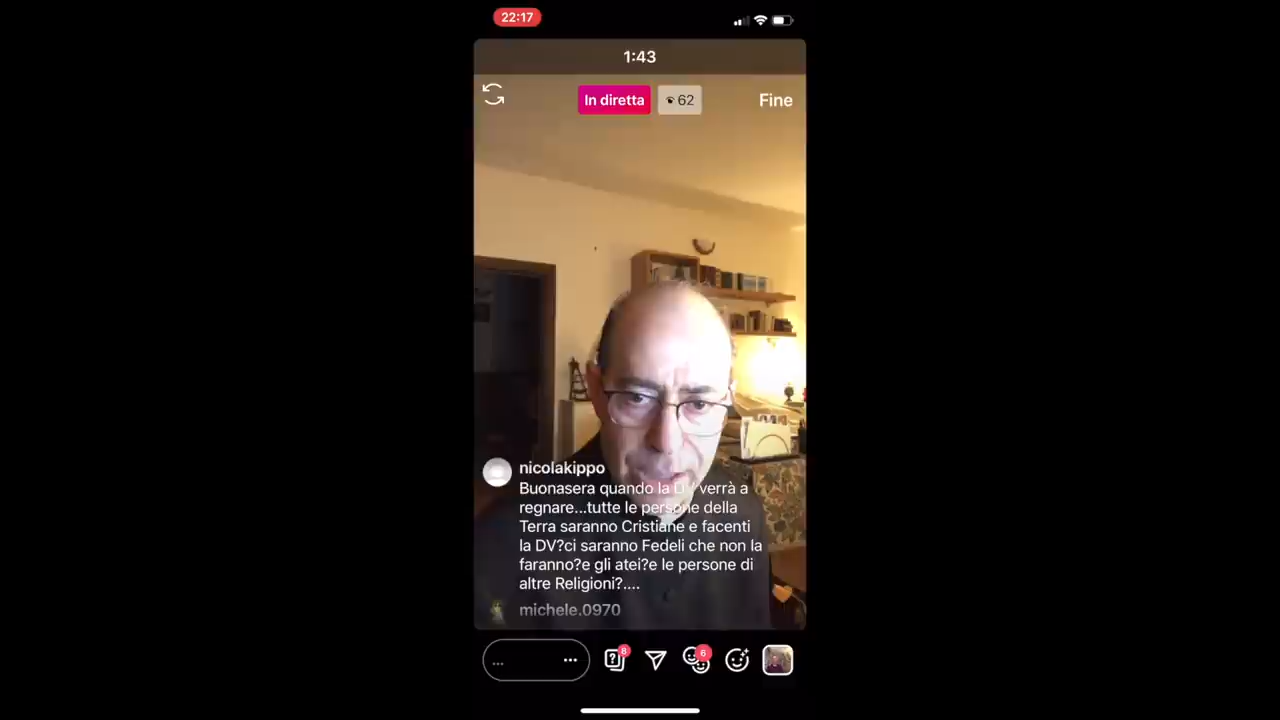 22:17
1:43
In diretta
62
Fine
nicolakippo
Buonasera quando la DV verrà a
regnare...tutte le persone della
Terra saranno Cristiane e facenti
la DV?ci saranno Fedeli che non la
faranno?e gli atei?e le persone di
altre Religioni?....
michele.0970
...
8
6